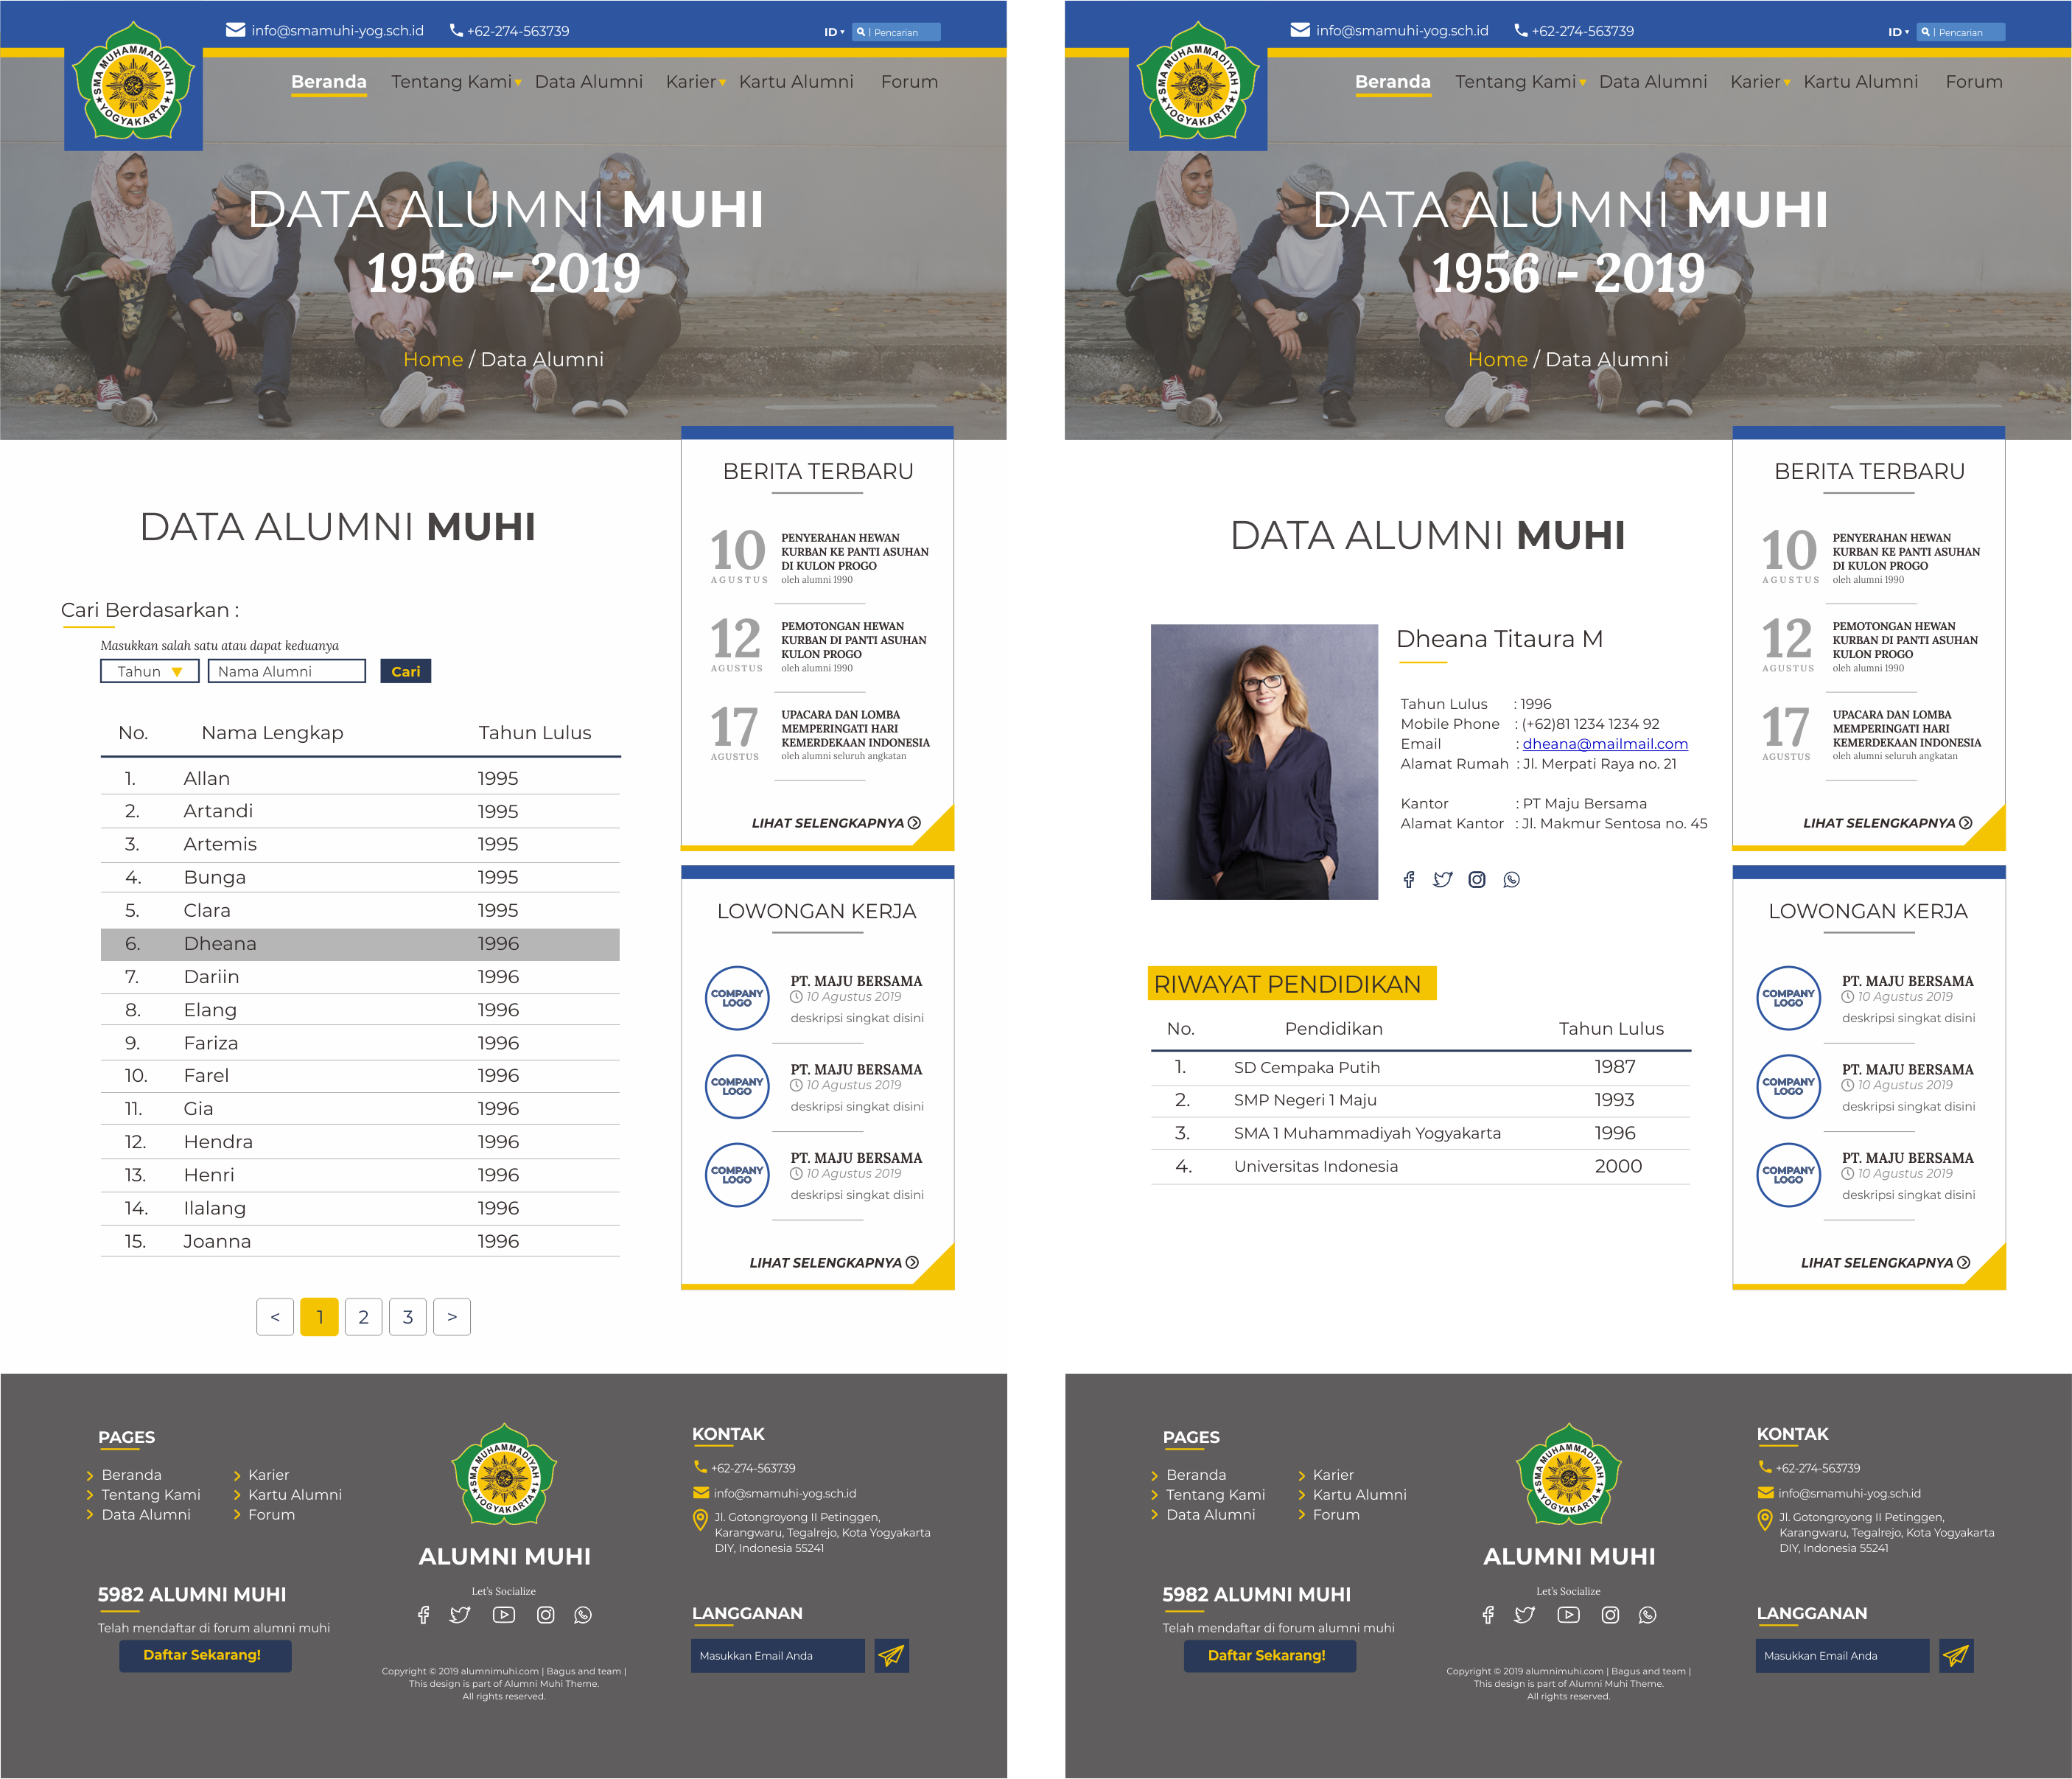 info@smamuhi-yog.sch.id
+62-274-563739
ID
Pencarian
SMA MUHAMMADIYAH 1
YOGYAKARTA
Beranda Tentang Kami Data Alumni Karier Kartu Alumni Forum
DATA ALUMNI MUHI
1956 - 2019
Home / Data Alumni
DATA ALUMNI MUHI
Cari Berdasarkan :
Masukkan salah satu atau dapat keduanya
Tahun Nama Alumni Cari
No. Nama Lengkap Tahun Lulus
1. Allan 1995
2. Artandi 1995
3. Artemis 1995
4. Bunga 1995
5. Clara 1995
6. Dheana 1996
7. Dariin 1996
8. Elang 1996
9. Fariza 1996
10. Farel 1996
11. Gia 1996
12. Hendra 1996
13. Henri 1996
14. Ilalang 1996
15. Joanna 1996
< 1 2 3 >
BERITA TERBARU
10
AGUSTUS
PENYERAHAN HEWAN
KURBAN KE PANTI ASUHAN
DI KULON PROGO
oleh alumni 1990
12
AGUSTUS
PEMOTONGAN HEWAN
KURBAN DI PANTI ASUHAN
KULON PROGO
oleh alumni 1990
17
AGUSTUS
UPACARA DAN LOMBA
MEMPERINGATI HARI
KEMERDEKAAN INDONESIA
oleh alumni seluruh angkatan
LIHAT SELENGKAPNYA
LOWONGAN KERJA
COMPANY
LOGO
PT. MAJU BERSAMA
10 Agustus 2019
deskripsi singkat disini
COMPANY
LOGO
PT. MAJU BERSAMA
10 Agustus 2019
deskripsi singkat disini
COMPANY
LOGO
PT. MAJU BERSAMA
10 Agustus 2019
deskripsi singkat disini
LIHAT SELENGKAPNYA
PAGES
Beranda
Tentang Kami
Data Alumni
Karier
Kartu Alumni
Forum
5982 ALUMNI MUHI
Telah mendaftar di forum alumni muhi
Daftar Sekarang!
SMA MUHAMMADIYAH 1
YOGYAKARTA
ALUMNI MUHI
Let's Socialize
Copyright © 2019 alumnimuhi.com | Bagus and team |
This design is part of Alumni Muhi Theme.
All rights reserved.
KONTAK
+62-274-563739
info@smamuhi-yog.sch.id
Jl. Gotongroyong II Petinggen,
Karangwaru, Tegalrejo, Kota Yogyakarta
DIY, Indonesia 55241
LANGGANAN
Masukkan Email Anda
info@smamuhi-yog.sch.id
+62-274-563739
ID
Pencarian
SMA MUHAMMADIYAH 1
YOGYAKARTA
Beranda Tentang Kami Data Alumni Karier Kartu Alumni Forum
DATA ALUMNI MUHI
1956 - 2019
Home / Data Alumni
DATA ALUMNI MUHI
Dheana Titaura M
Tahun Lulus : 1996
Mobile Phone : (+62)81 1234 1234 92
Email : dheana@mailmail.com
Alamat Rumah : Jl. Merpati Raya no. 21
Kantor : PT Maju Bersama
Alamat Kantor : Jl. Makmur Sentosa no. 45
RIWAYAT PENDIDIKAN
No. Pendidikan Tahun Lulus
1. SD Cempaka Putih 1987
2. SMP Negeri 1 Maju 1993
3. SMA 1 Muhammadiyah Yogyakarta 1996
4. Universitas Indonesia 2000
BERITA TERBARU
10
AGUSTUS
PENYERAHAN HEWAN
KURBAN KE PANTI ASUHAN
DI KULON PROGO
oleh alumni 1990
12
AGUSTUS
PEMOTONGAN HEWAN
KURBAN DI PANTI ASUHAN
KULON PROGO
oleh alumni 1990
17
AGUSTUS
UPACARA DAN LOMBA
MEMPERINGATI HARI
KEMERDEKAAN INDONESIA
oleh alumni seluruh angkatan
LIHAT SELENGKAPNYA
LOWONGAN KERJA
COMPANY
LOGO
PT. MAJU BERSAMA
10 Agustus 2019
deskripsi singkat disini
COMPANY
LOGO
PT. MAJU BERSAMA
10 Agustus 2019
deskripsi singkat disini
COMPANY
LOGO
PT. MAJU BERSAMA
10 Agustus 2019
deskripsi singkat disini
LIHAT SELENGKAPNYA
PAGES
Beranda
Tentang Kami
Data Alumni
Karier
Kartu Alumni
Forum
5982 ALUMNI MUHI
Telah mendaftar di forum alumni muhi
Daftar Sekarang!
SMA MUHAMMADIYAH 1
YOGYAKARTA
ALUMNI MUHI
Let's Socialize
Copyright © 2019 alumnimuhi.com | Bagus and team |
This design is part of Alumni Muhi Theme.
All rights reserved.
KONTAK
+62-274-563739
info@smamuhi-yog.sch.id
Jl. Gotongroyong II Petinggen,
Karangwaru, Tegalrejo, Kota Yogyakarta
DIY, Indonesia 55241
LANGGANAN
Masukkan Email Anda